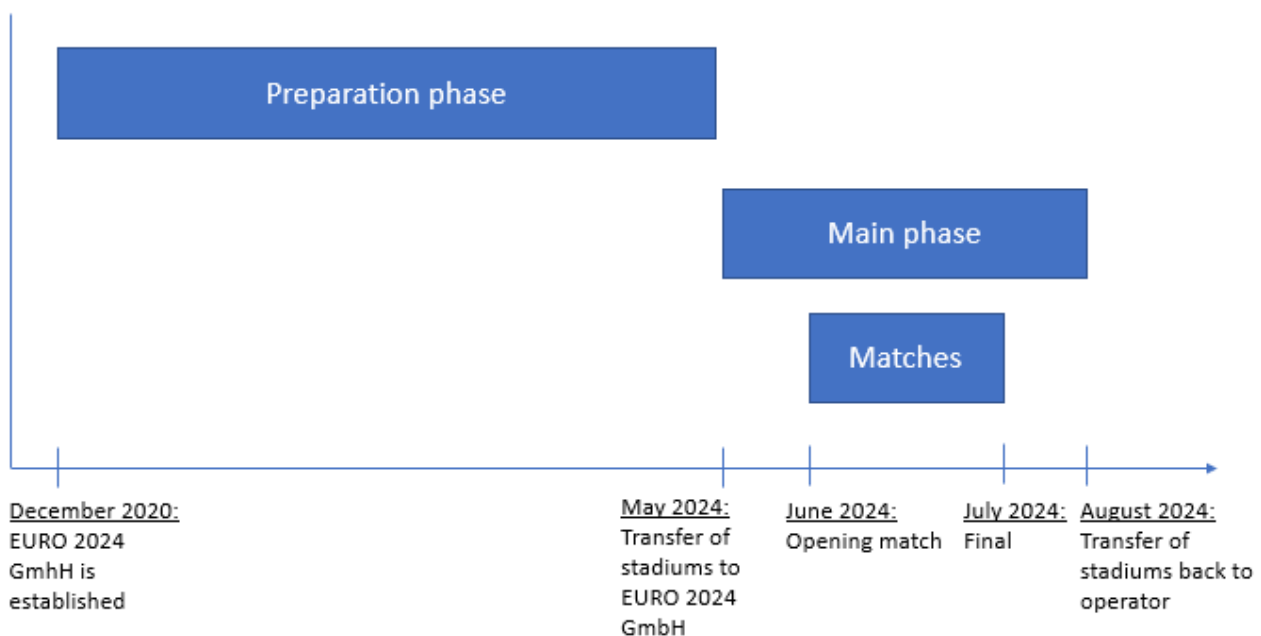 Preparation phase
Main phase
Matches
December 2020:
EURO 2024
GmhH is
established
May 2024:
Transfer of
stadiums to
EURO 2024
GmbH
June 2024:
Opening match
July 2024:
Final
August 2024:
Transfer of
stadiums back to
operator